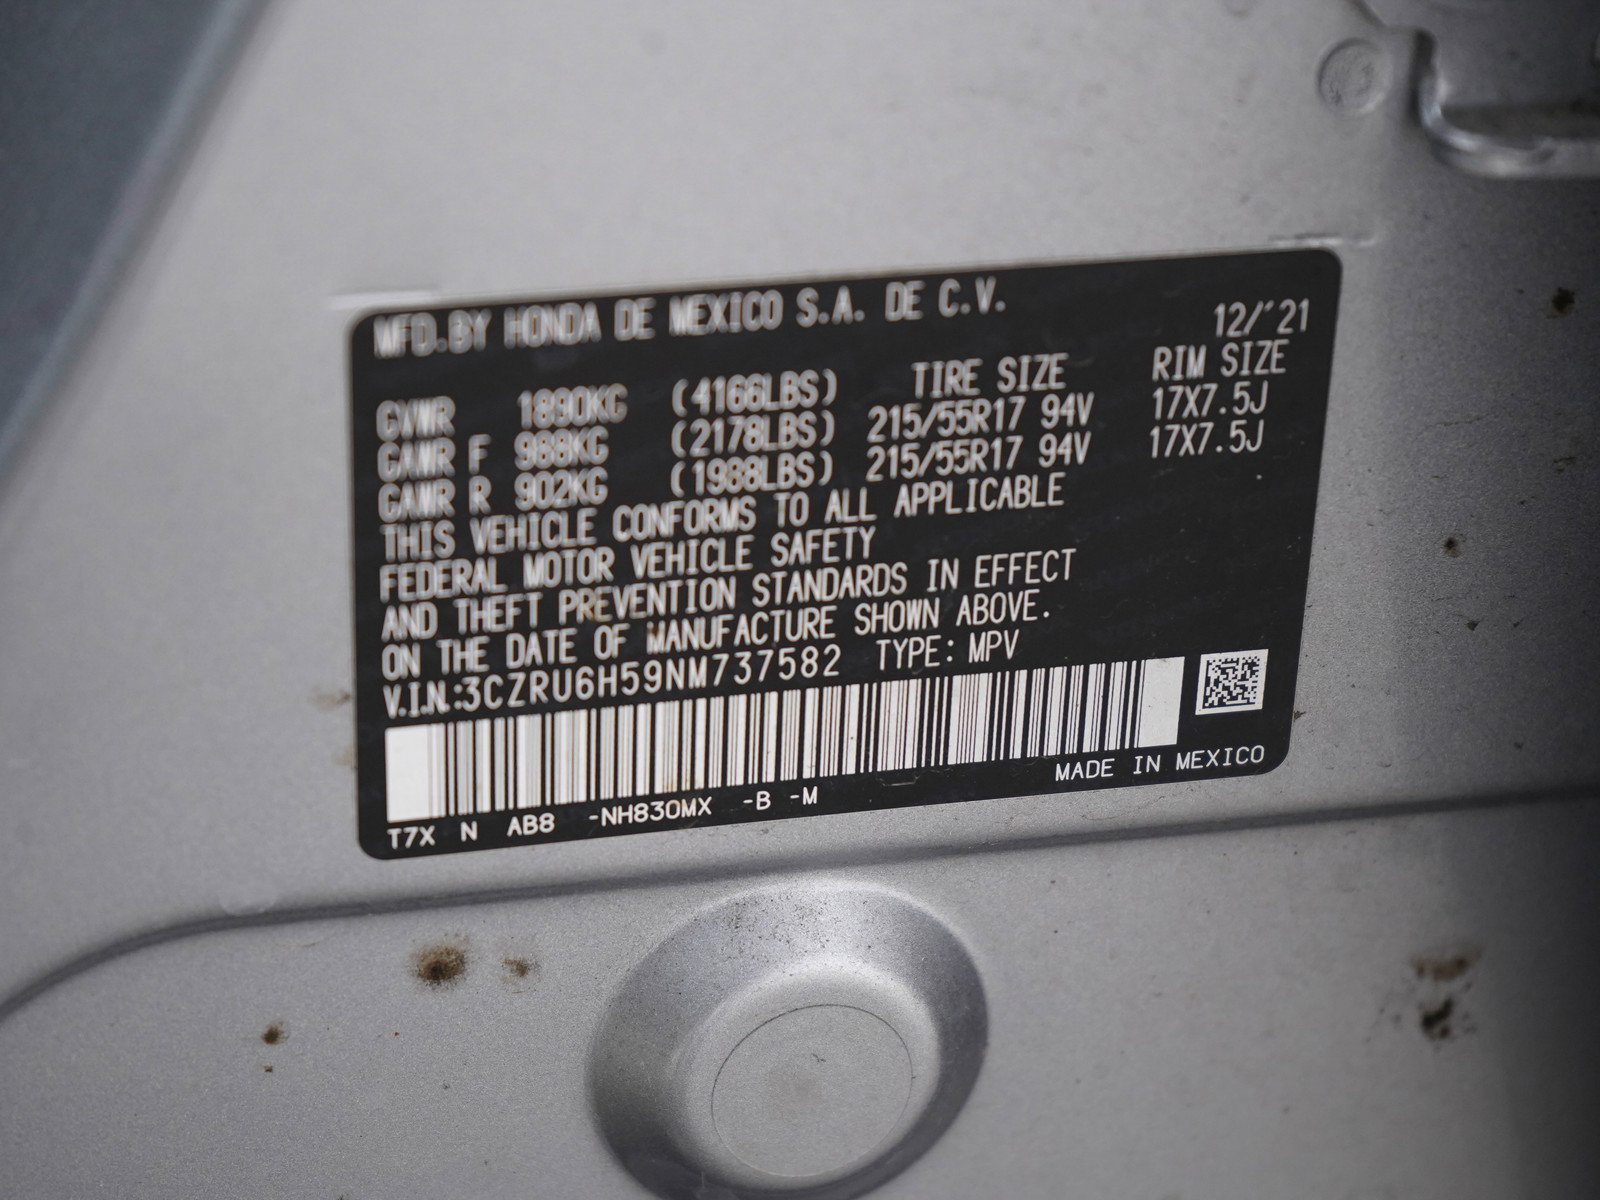 MFD.BY HONDA DE MEXICO S.A. DE C.V.
12/'21
TIRE SIZE RIM SIZE
GVWR 1890KG (4166LBS)
GAWR F 988KG (2178LBS) 215/55R17 94V 17X7.5J
GAWR R 902KG (1988LBS) 215/55R17 94V 17X7.5J
THIS VEHICLE CONFORMS TO ALL APPLICABLE
FEDERAL MOTOR VEHICLE SAFETY
AND THEFT PREVENTION STANDARDS IN EFFECT
ON THE DATE OF MANUFACTURE SHOWN ABOVE.
V.I.N.:3CZRU6H59NM737582 TYPE: MPV
MADE IN MEXICO
T7X N AB8 -NH830MX -B -M